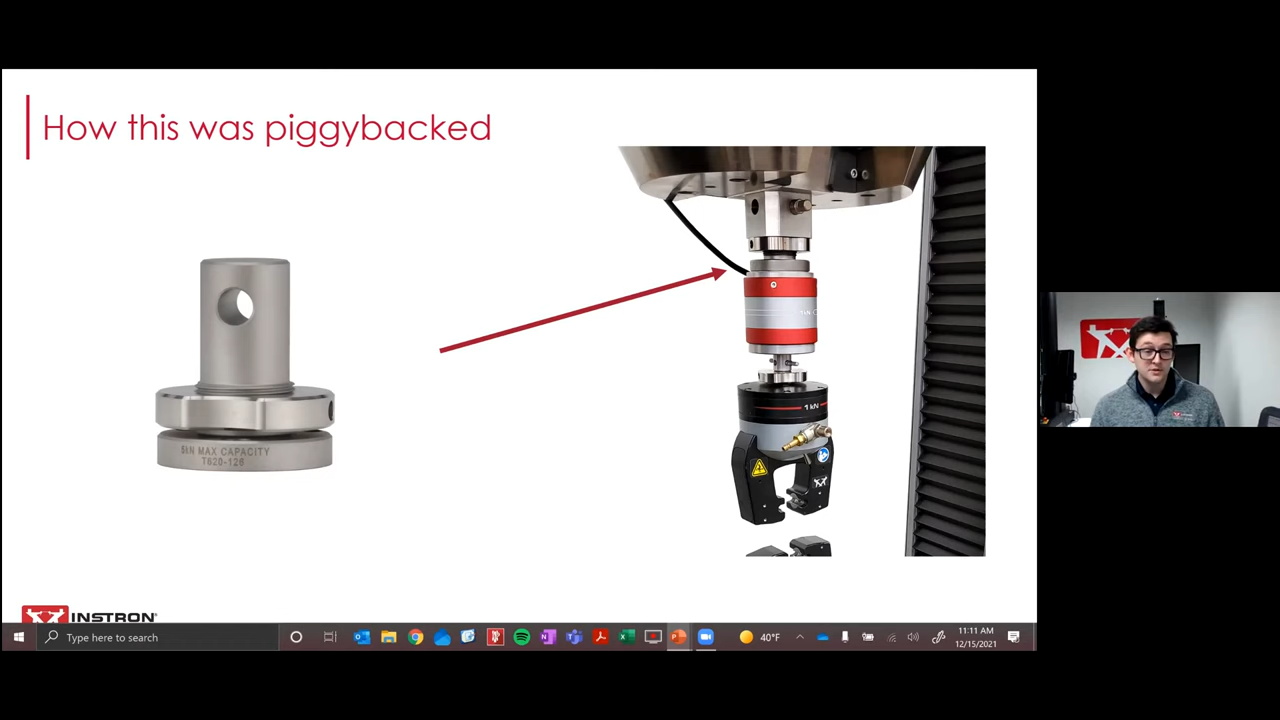 How this was piggybacked
5kN MAX CAPACITY
T620-126
1 kN
INSTRON®
Type here to search
40°F
11:11 AM
12/15/2021